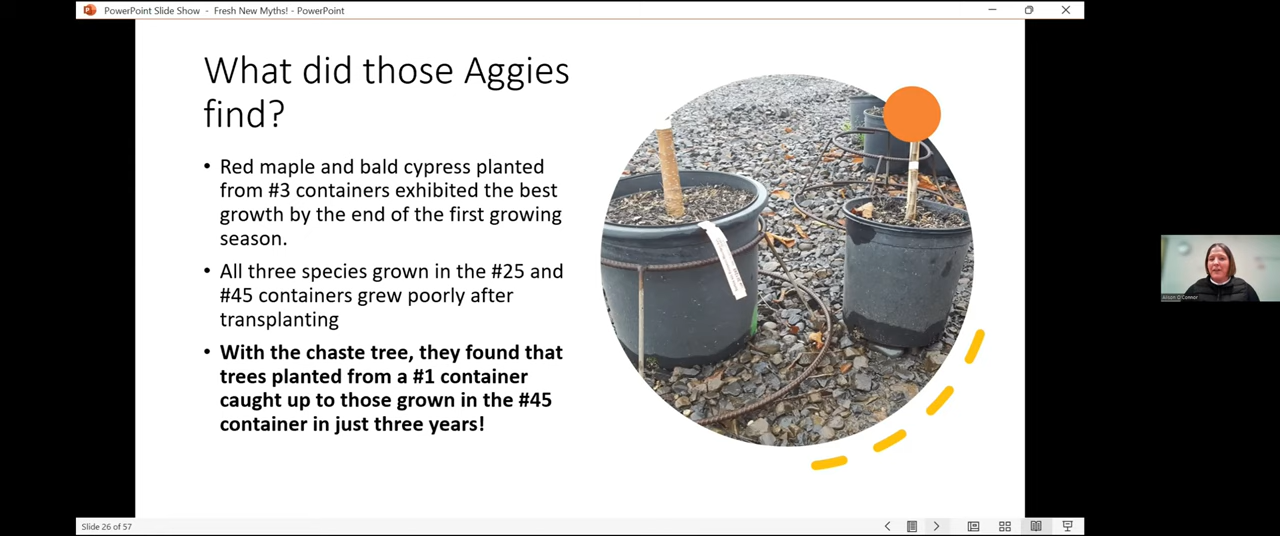 PowerPoint Slide Show - Fresh New Myths! - PowerPoint
What did those Aggies
find?
• Red maple and bald cypress planted
from #3 containers exhibited the best
growth by the end of the first growing
season.
• All three species grown in the #25 and
#45 containers grew poorly after
transplanting
• With the chaste tree, they found that
trees planted from a #1 container
caught up to those grown in the #45
container in just three years!
Alison O'Connor
Slide 26 of 57